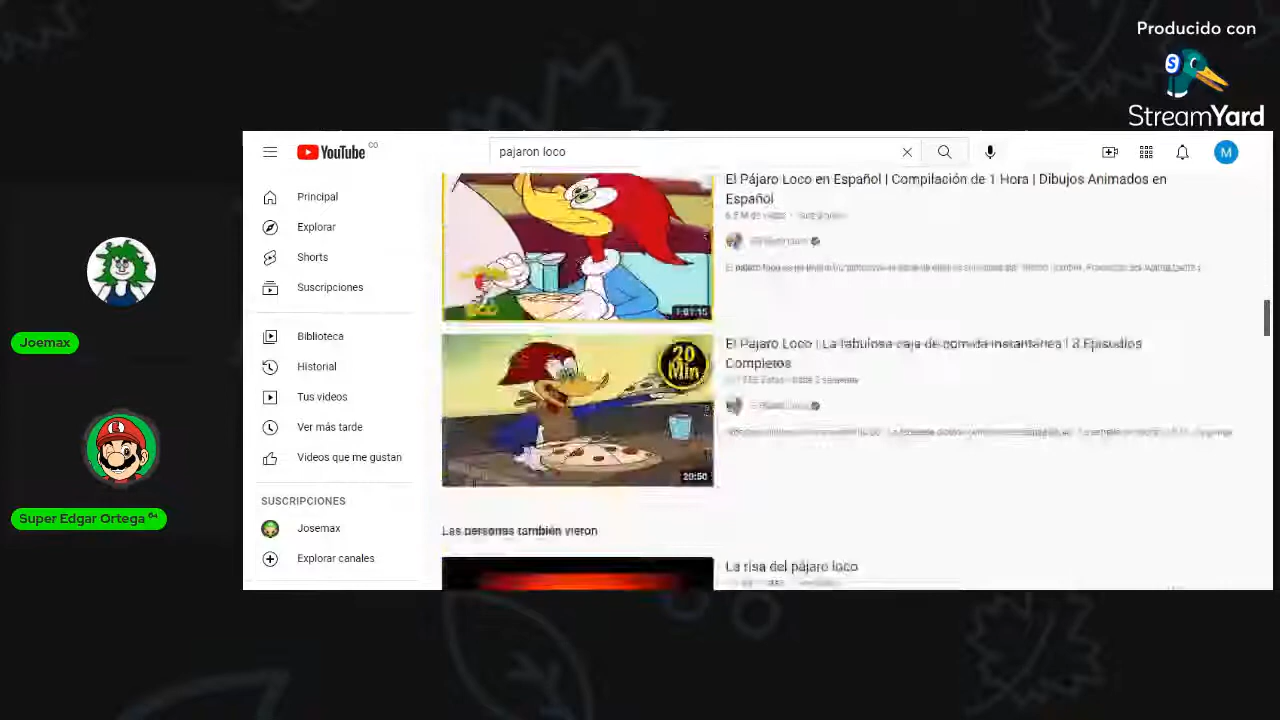 Producido con
StreamYard
YouTube CO
pajaron loco
M
Principal
Explorar
Shorts
Suscripciones
Biblioteca
Historial
Tus videos
Ver más tarde
Videos que me gustan
SUSCRIPCIONES
Josemax
Explorar canales
El Pájaro Loco en Español | Compilación de 1 Hora | Dibujos Animados en
Español
1:01:15
El Pájaro Loco | La fabulosa caja de comida instantánea | 3 Episodios
Completos
20
Min
20:50
Las personas también vieron
La risa del pájaro loco
Joemax
Super Edgar Ortega ⁶⁴